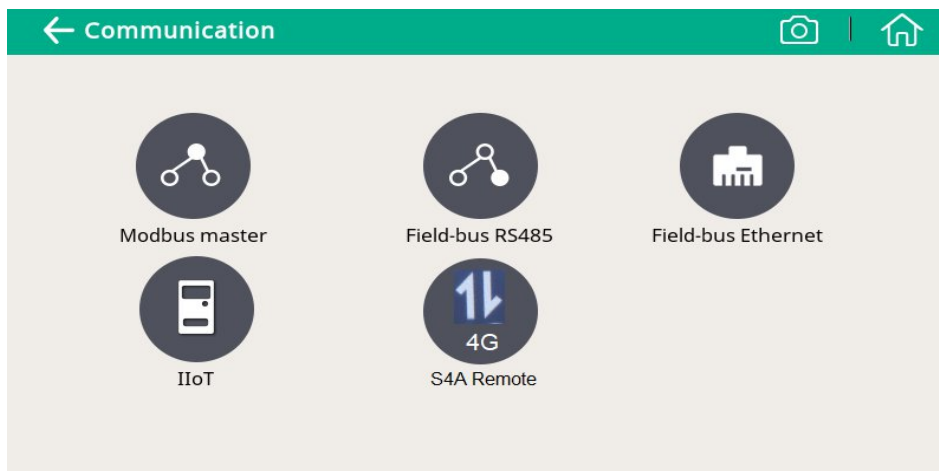 Communication
Modbus master
Field-bus RS485
Field-bus Ethernet
IIoT
4G
S4A Remote